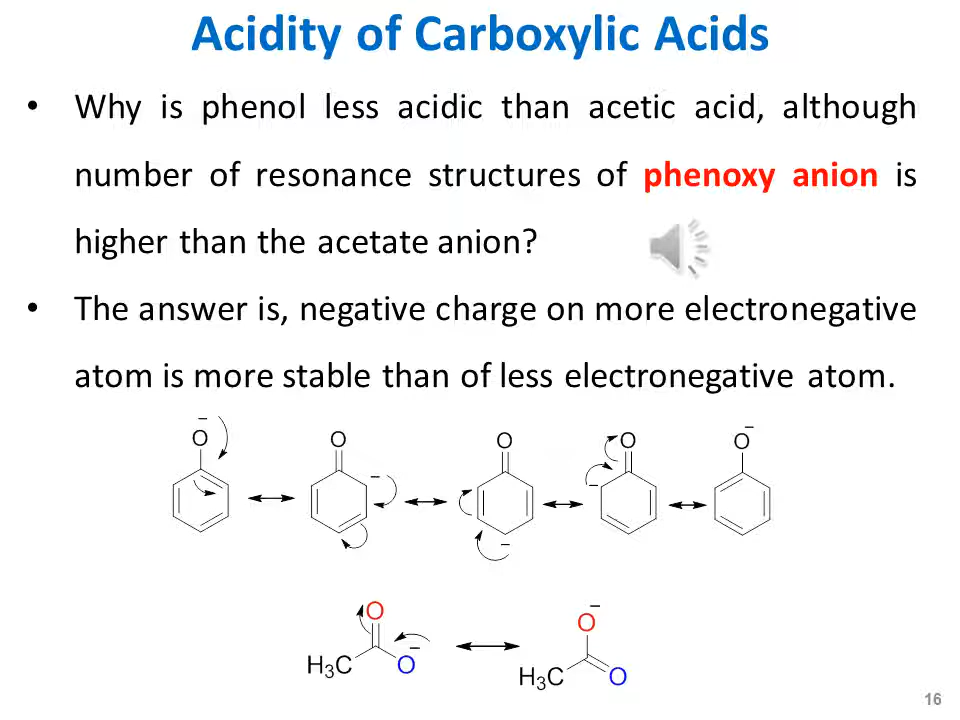 Acidity of Carboxylic Acids
• Why is phenol less acidic than acetic acid, although
number of resonance structures of phenoxy anion is
higher than the acetate anion?
• The answer is, negative charge on more electronegative
atom is more stable than of less electronegative atom.
O O O O O
O O
H3C O H3C O
16